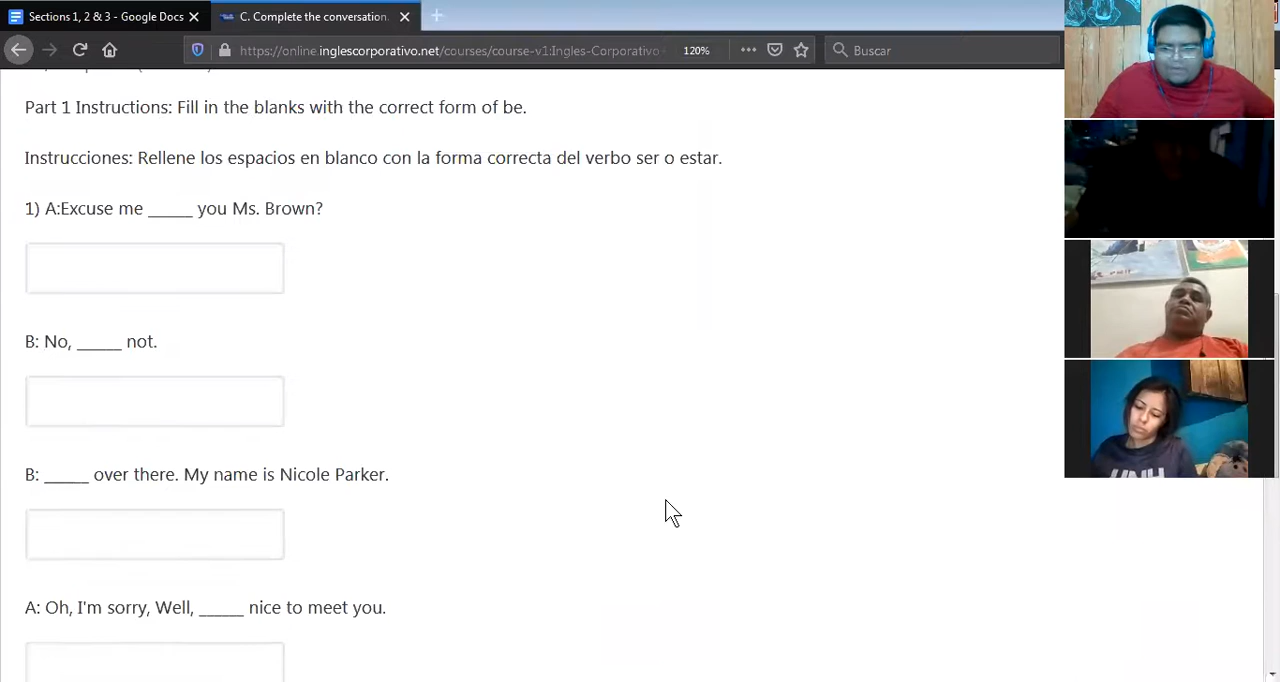 Sections 1, 2 & 3 - Google Docs
C. Complete the conversation.
https://online.inglescorporativo.net/courses/course-v1:Ingles-Corporativo
120%
Buscar
Part 1 Instructions: Fill in the blanks with the correct form of be.
Instrucciones: Rellene los espacios en blanco con la forma correcta del verbo ser o estar.
1) A:Excuse me _____ you Ms. Brown?
B: No, _____ not.
B: _____ over there. My name is Nicole Parker.
A: Oh, I'm sorry, Well, _____ nice to meet you.